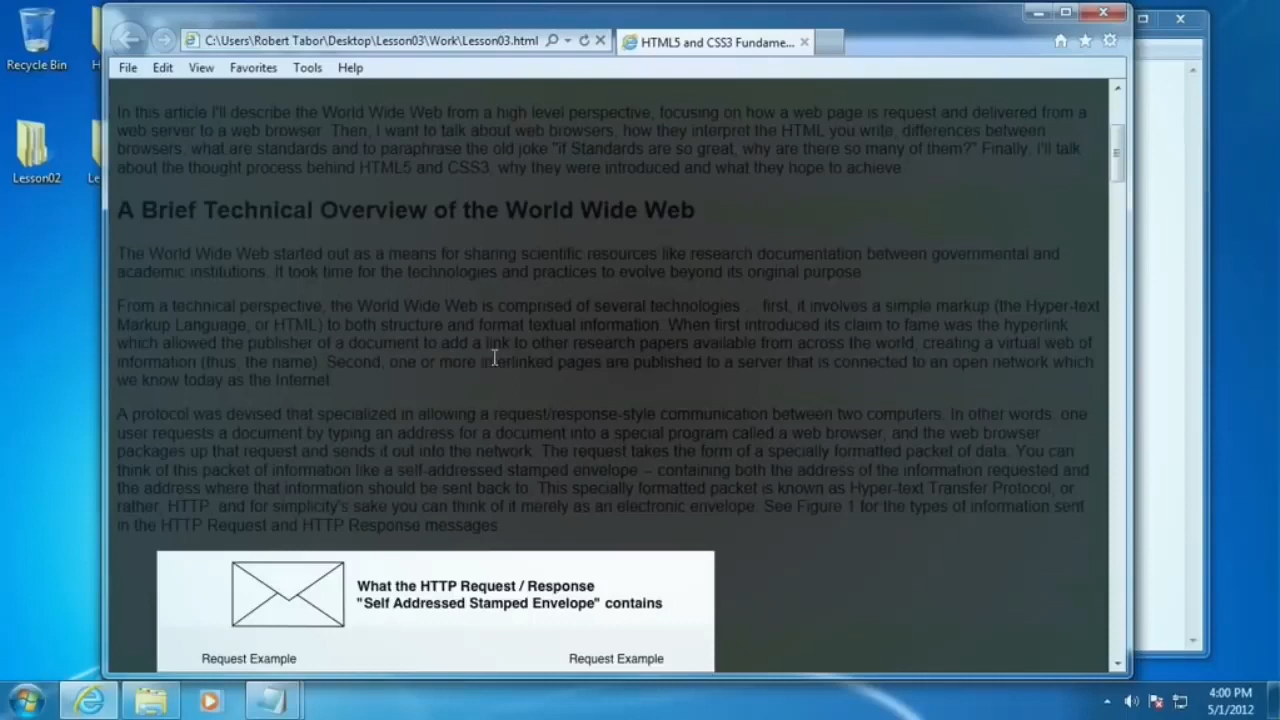 Recycle Bin
Lesson02
C:\Users\Robert Tabor\Desktop\Lesson03\Work\Lesson03.html
HTML5 and CSS3 Fundame...
File Edit View Favorites Tools Help
In this article I'll describe the World Wide Web from a high level perspective, focusing on how a web page is request and delivered from a
web server to a web browser. Then, I want to talk about web browsers, how they interpret the HTML you write, differences between
browsers, what are standards and to paraphrase the old joke "if Standards are so great, why are there so many of them?" Finally, I'll talk
about the thought process behind HTML5 and CSS3, why they were introduced and what they hope to achieve.
A Brief Technical Overview of the World Wide Web
The World Wide Web started out as a means for sharing scientific resources like research documentation between governmental and
academic institutions. It took time for the technologies and practices to evolve beyond its original purpose.
From a technical perspective, the World Wide Web is comprised of several technologies ... first, it involves a simple markup (the Hyper-text
Markup Language, or HTML) to both structure and format textual information. When first introduced its claim to fame was the hyperlink
which allowed the publisher of a document to add a link to other research papers available from across the world, creating a virtual web of
information (thus, the name). Second, one or more interlinked pages are published to a server that is connected to an open network which
we know today as the Internet.
A protocol was devised that specialized in allowing a request/response-style communication between two computers. In other words, one
user requests a document by typing an address for a document into a special program called a web browser, and the web browser
packages up that request and sends it out into the network. The request takes the form of a specially formatted packet of data. You can
think of this packet of information like a self-addressed stamped envelope – containing both the address of the information requested and
the address where that information should be sent back to. This specially formatted packet is known as Hyper-text Transfer Protocol, or
rather, HTTP, and for simplicity's sake you can think of it merely as an electronic envelope. See Figure 1 for the types of information sent
in the HTTP Request and HTTP Response messages.
What the HTTP Request / Response
"Self Addressed Stamped Envelope" contains
Request Example Request Example
4:00 PM
5/1/2012